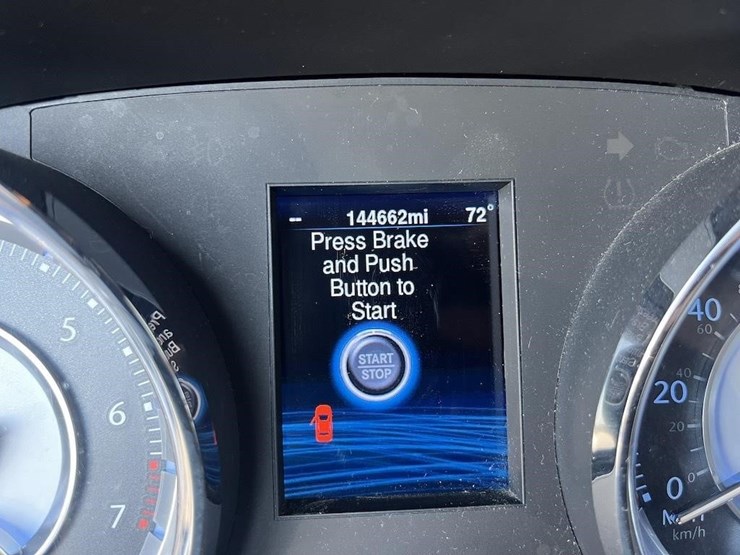 -- 144662mi 72°
Press Brake
and Push
Button to
Start
START
STOP
5
6
7
40
60
40
20
20
0
0
km/h